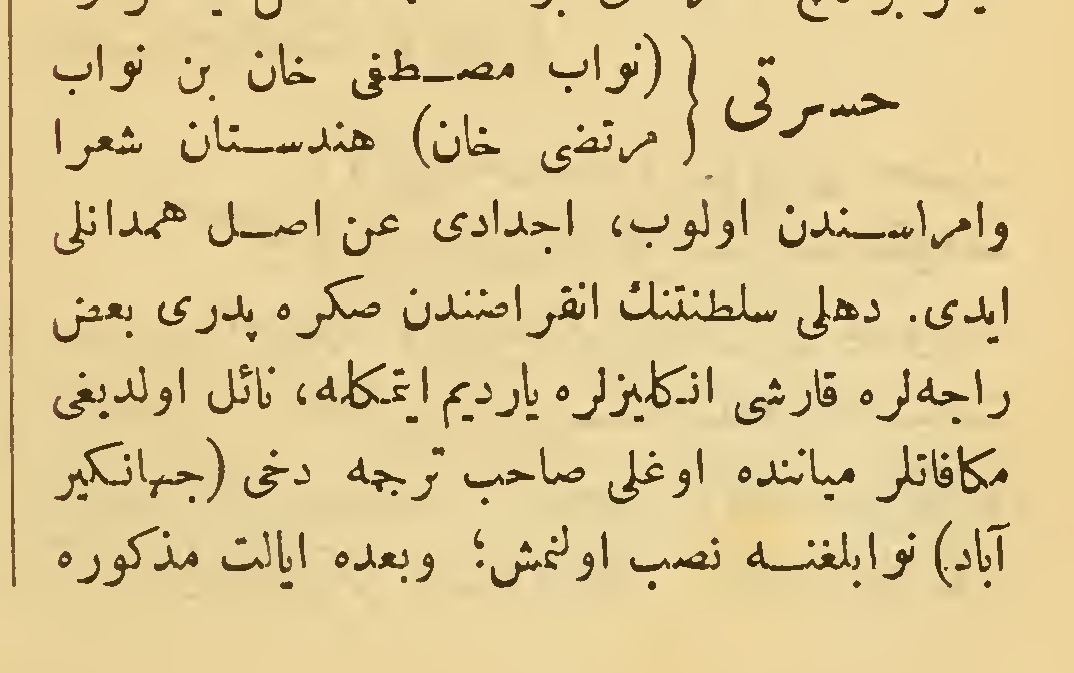 حسرتی } (نواب مصطفی خان بن نواب
مرتضی خان) هندستان شعرا
وامراسندن اولوب، اجدادی عن اصل همدانلی
ایدی. دهلی سلطنتنڭ انقراضندن صکره پدری بعض
راجه‌لره قارشی انکلیزلره یاردیم ایتمکله، نائل اولدیغی
مکافاتلر میاننده اوغلی صاحب ترجمه دخی (جهانکیر
آباد) نوابلغنه نصب اولنمش؛ وبعده ایالت مذکوره